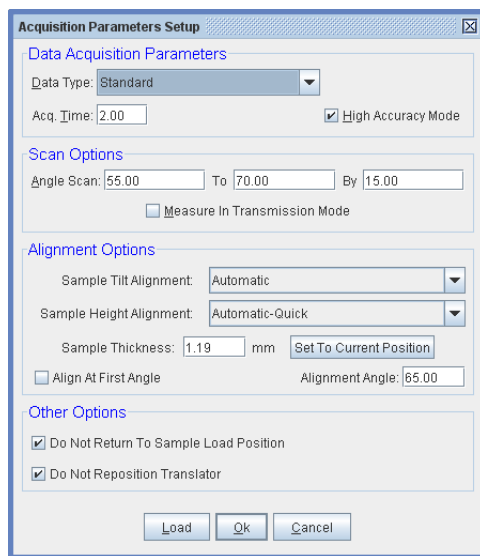 Acquisition Parameters Setup
Data Acquisition Parameters
Data Type: Standard
Acq. Time: 2.00 High Accuracy Mode
Scan Options
Angle Scan: 55.00 To 70.00 By 15.00
Measure In Transmission Mode
Alignment Options
Sample Tilt Alignment: Automatic
Sample Height Alignment: Automatic-Quick
Sample Thickness: 1.19 mm Set To Current Position
Align At First Angle Alignment Angle: 65.00
Other Options
Do Not Return To Sample Load Position
Do Not Reposition Translator
Load Ok Cancel